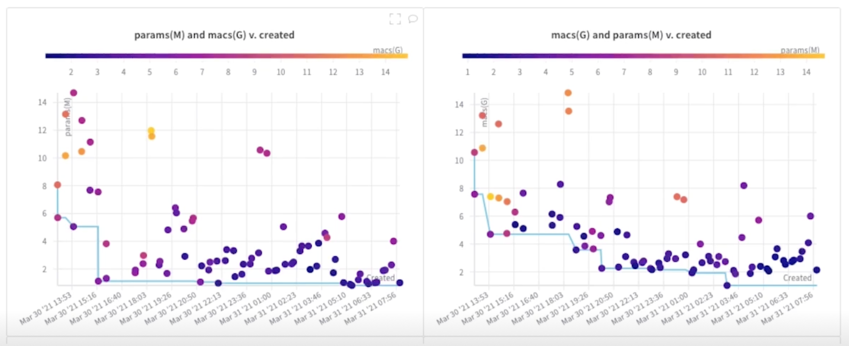 params(M) and macs(G) v. created
macs(G)
2 3 4 5 6 7 8 9 10 11 12 13 14
params(M)
14
12
10
8
6
4
2
Created
Mar 30 '21 13:53
Mar 30 '21 15:16
Mar 30 '21 16:40
Mar 30 '21 18:03
Mar 30 '21 19:26
Mar 30 '21 20:50
Mar 30 '21 22:13
Mar 30 '21 23:36
Mar 31 '21 01:00
Mar 31 '21 02:23
Mar 31 '21 03:46
Mar 31 '21 05:10
Mar 31 '21 06:33
Mar 31 '21 07:56
macs(G) and params(M) v. created
params(M)
1 2 3 4 5 6 7 8 9 10 11 12 13 14
macs(G)
14
12
10
8
6
4
2
Created
Mar 30 '21 13:53
Mar 30 '21 15:16
Mar 30 '21 16:40
Mar 30 '21 18:03
Mar 30 '21 19:26
Mar 30 '21 20:50
Mar 30 '21 22:13
Mar 30 '21 23:36
Mar 31 '21 01:00
Mar 31 '21 02:23
Mar 31 '21 03:46
Mar 31 '21 05:10
Mar 31 '21 06:33
Mar 31 '21 07:56